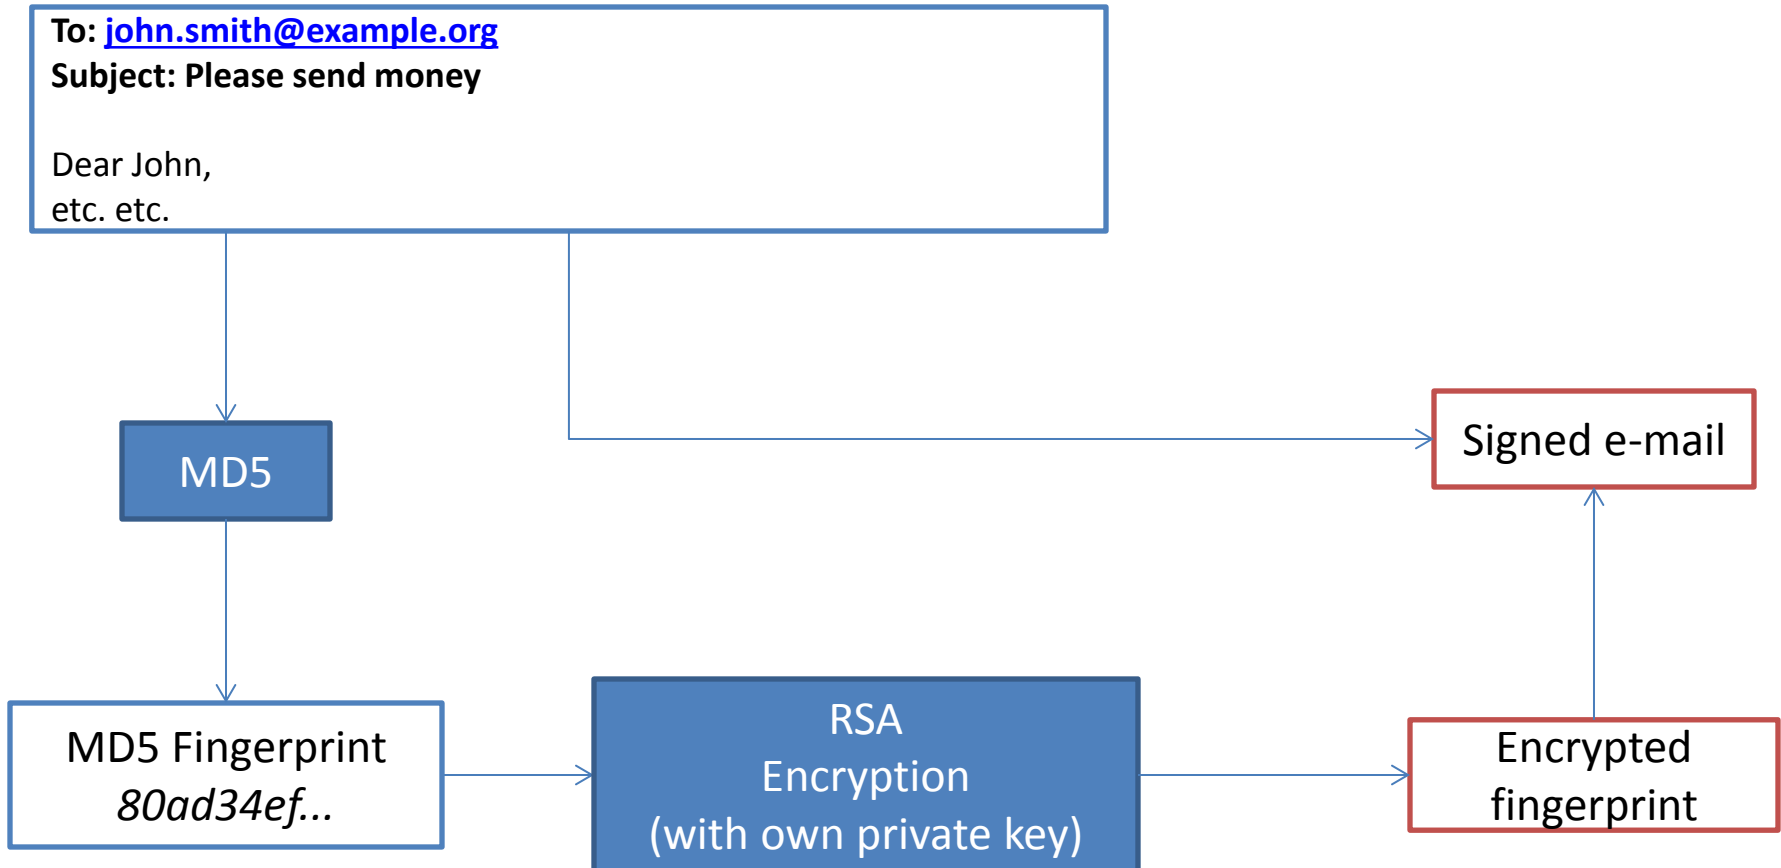 To: john.smith@example.org
Subject: Please send money
Dear John,
etc. etc.
MD5
Signed e-mail
MD5 Fingerprint
80ad34ef...
RSA
Encryption
(with own private key)
Encrypted
fingerprint